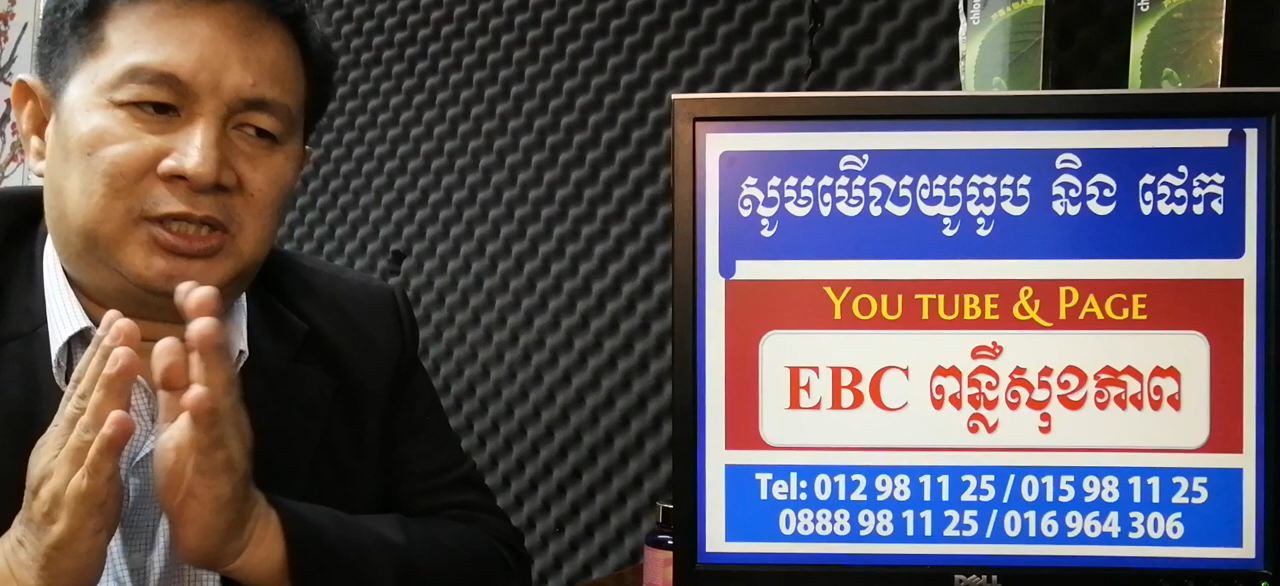 សូមមើលយូធូប និង ផេក
YOU TUBE & PAGE
EBC ពន្លឺសុខភាព
Tel: 012 98 11 25 / 015 98 11 25
0888 98 11 25 / 016 964 306
DELL